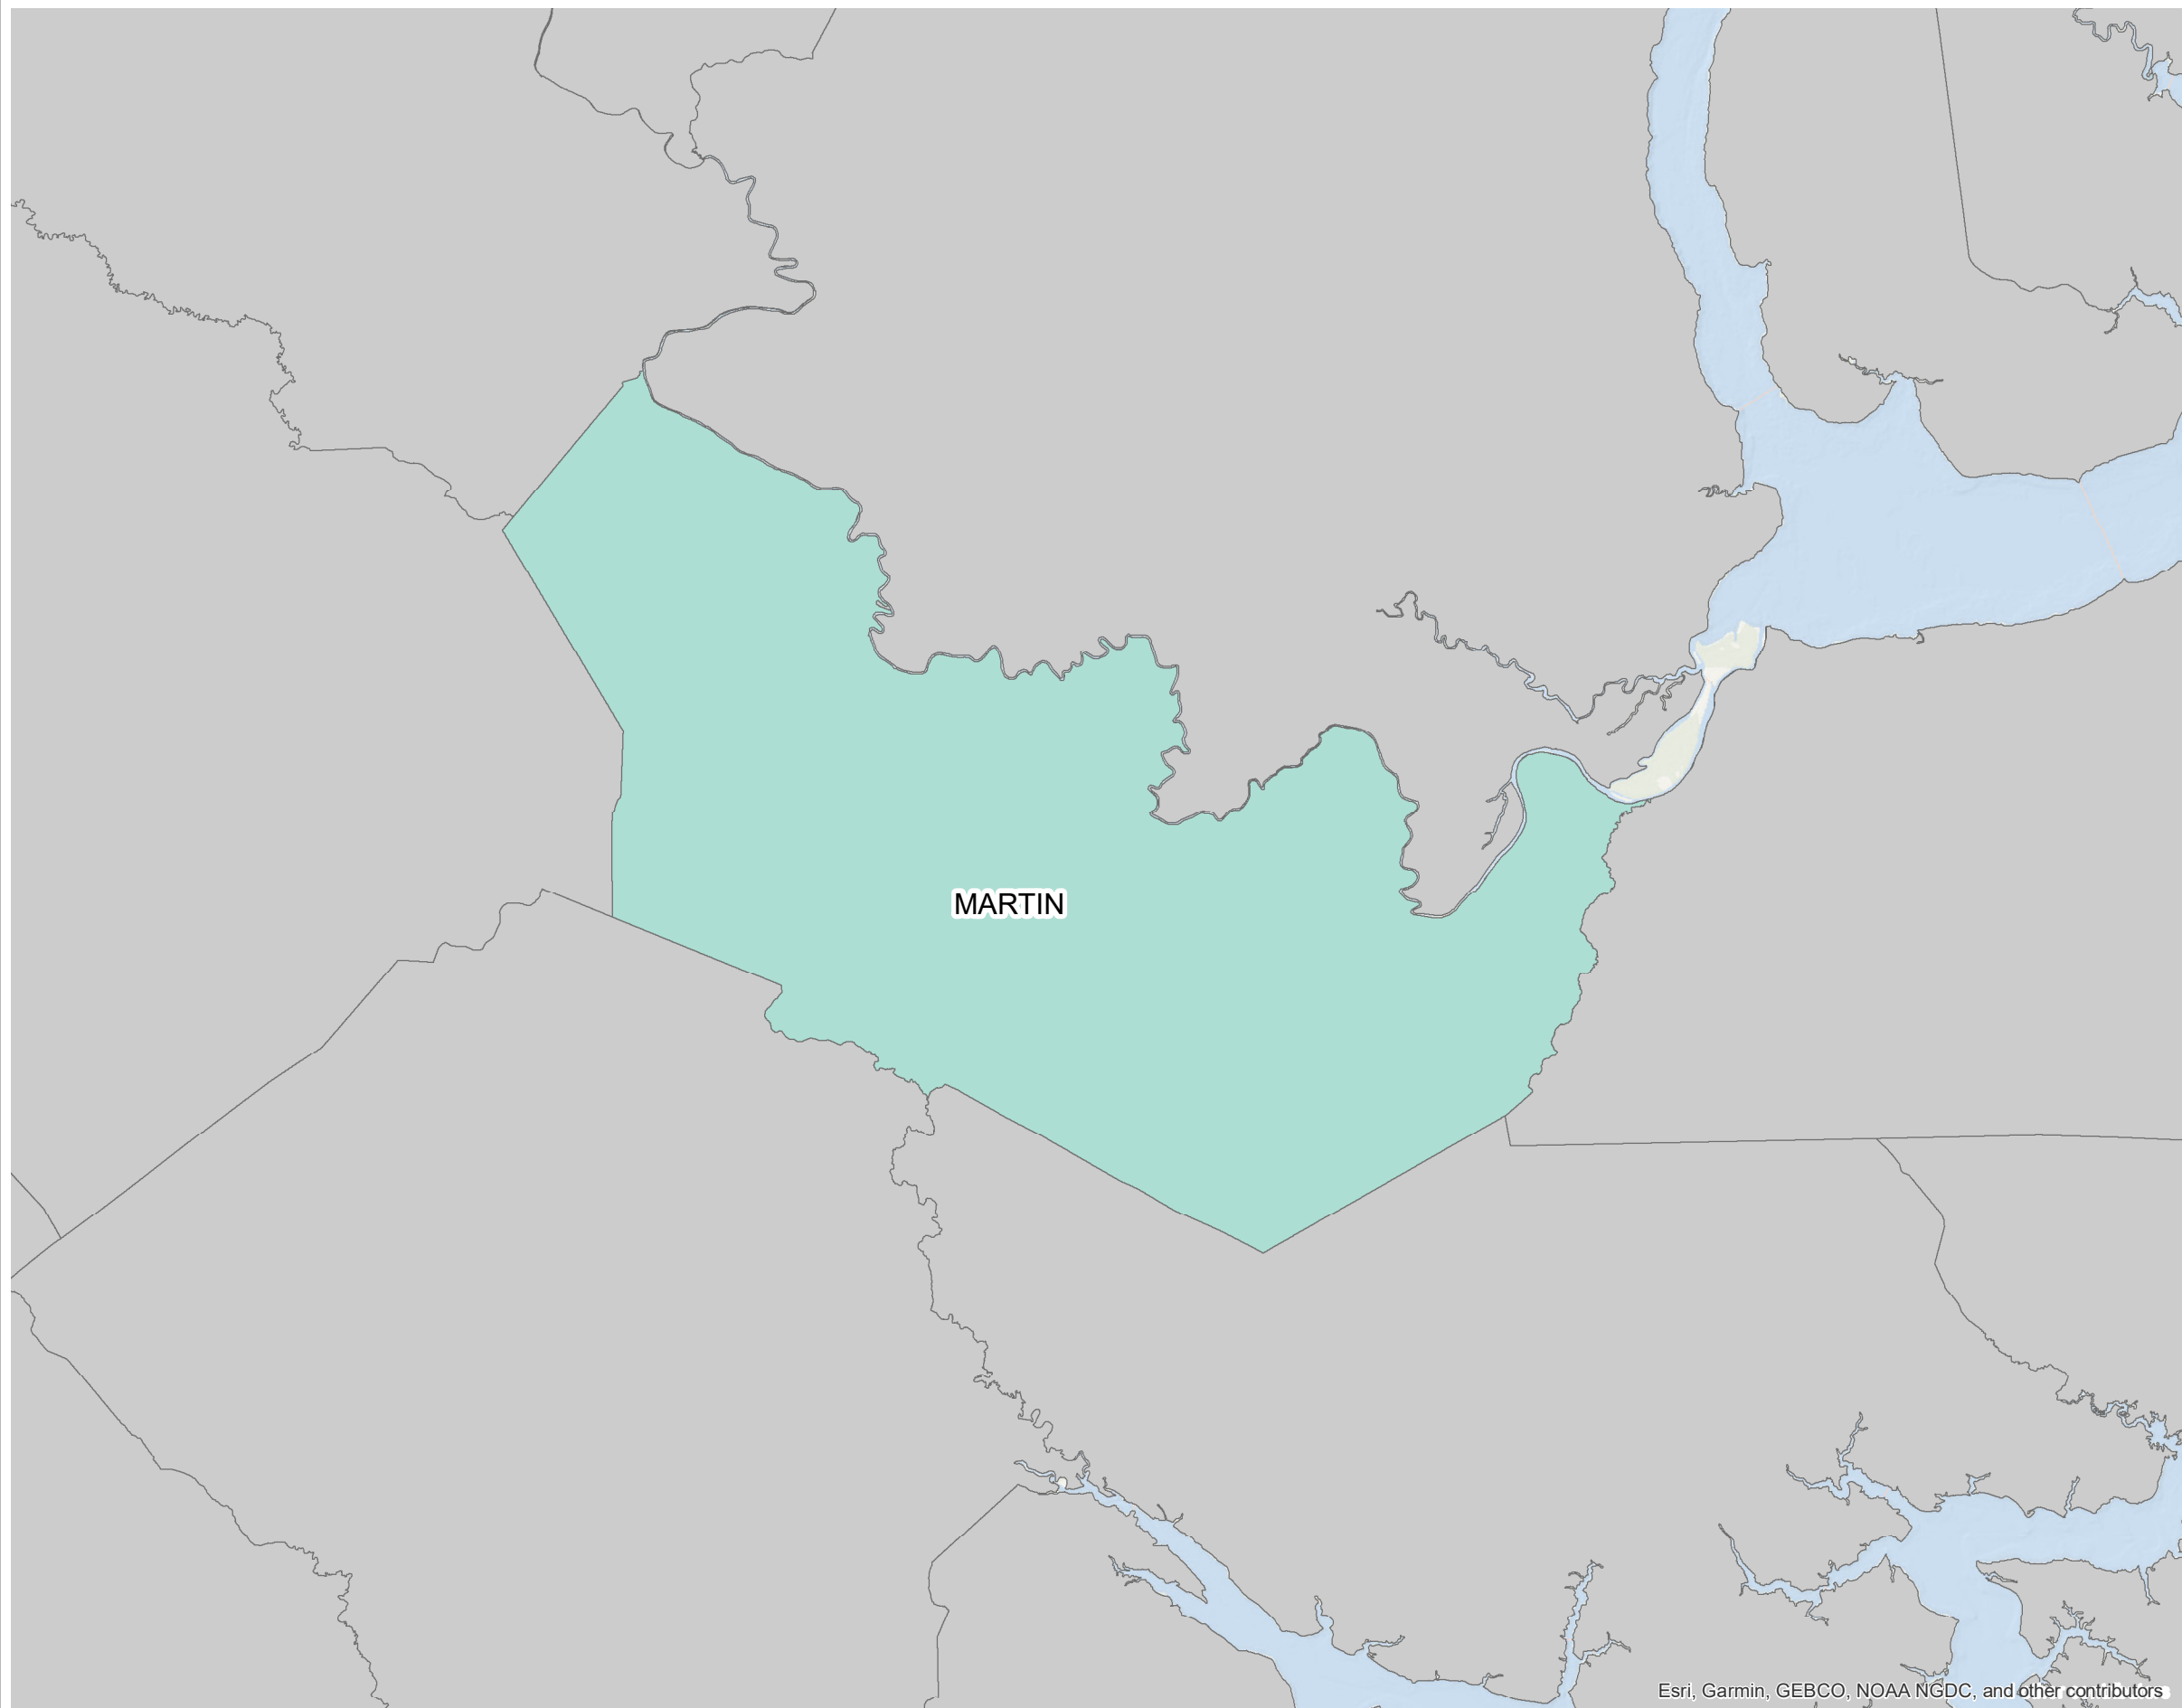 MARTIN
Esri, Garmin, GEBCO, NOAA NGDC, and other contributors